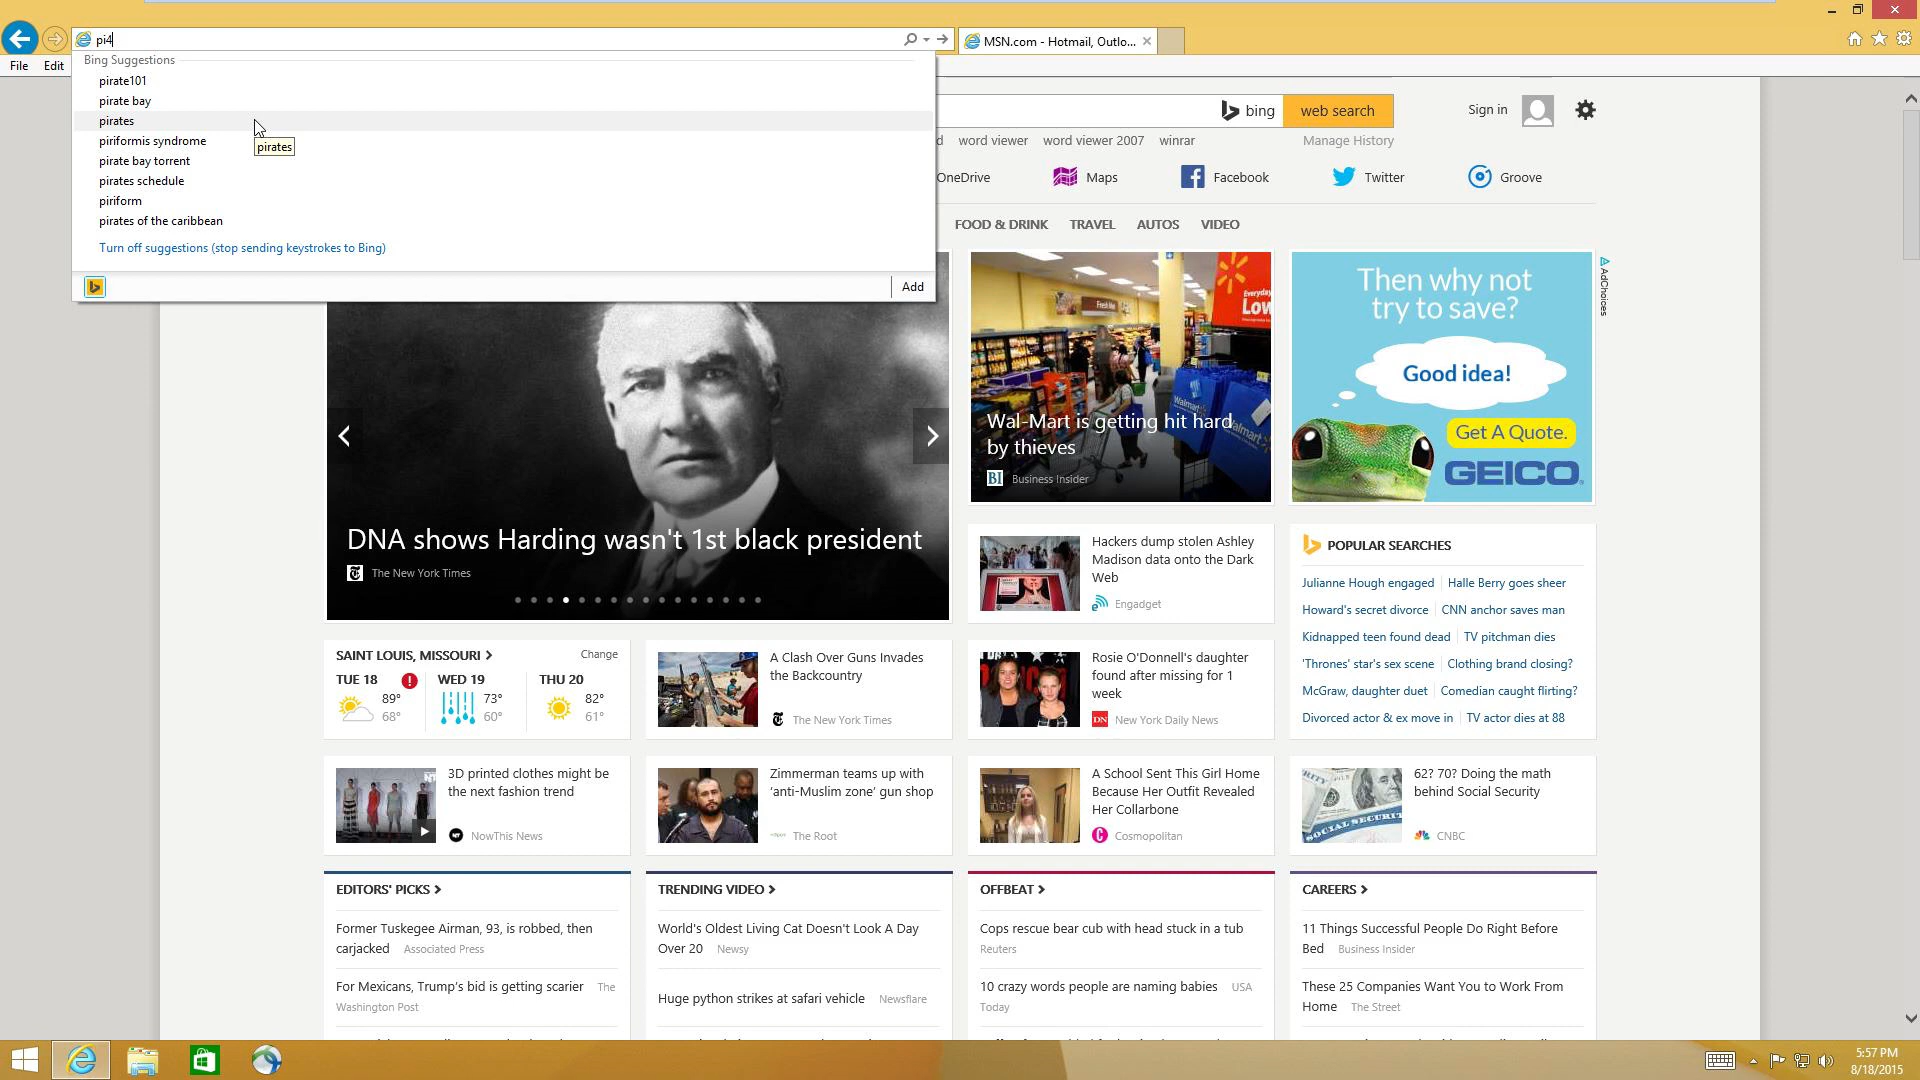 pi4
MSN.com - Hotmail, Outlo...
File Edit
Bing Suggestions
pirate101
pirate bay
pirates
piriformis syndrome
pirate bay torrent
pirates schedule
piriform
pirates of the caribbean
Turn off suggestions (stop sending keystrokes to Bing)
Add
pirates
bing web search
Sign in
d word viewer word viewer 2007 winrar
Manage History
OneDrive Maps Facebook Twitter Groove
FOOD & DRINK TRAVEL AUTOS VIDEO
DNA shows Harding wasn't 1st black president
The New York Times
Everyday
Low
Fresh Med
Walmart
Walmart
Wal-Mart is getting hit hard
by thieves
BI Business Insider
Then why not
try to save?
Good idea!
Get A Quote.
GEICO
AdChoices
Hackers dump stolen Ashley
Madison data onto the Dark
Web
Engadget
POPULAR SEARCHES
Julianne Hough engaged Halle Berry goes sheer
Howard's secret divorce CNN anchor saves man
Kidnapped teen found dead TV pitchman dies
'Thrones' star's sex scene Clothing brand closing?
McGraw, daughter duet Comedian caught flirting?
Divorced actor & ex move in TV actor dies at 88
SAINT LOUIS, MISSOURI Change
TUE 18 WED 19 THU 20
89° 73° 82°
68° 60° 61°
A Clash Over Guns Invades
the Backcountry
The New York Times
Rosie O'Donnell's daughter
found after missing for 1
week
DN New York Daily News
3D printed clothes might be
the next fashion trend
NowThis News
Zimmerman teams up with
‘anti-Muslim zone’ gun shop
The Root
A School Sent This Girl Home
Because Her Outfit Revealed
Her Collarbone
Cosmopolitan
SOCIAL SECURITY
62? 70? Doing the math
behind Social Security
CNBC
EDITORS' PICKS
Former Tuskegee Airman, 93, is robbed, then
carjacked Associated Press
For Mexicans, Trump’s bid is getting scarier The
Washington Post
TRENDING VIDEO
World's Oldest Living Cat Doesn't Look A Day
Over 20 Newsy
Huge python strikes at safari vehicle Newsflare
OFFBEAT
Cops rescue bear cub with head stuck in a tub
Reuters
10 crazy words people are naming babies USA
Today
CAREERS
11 Things Successful People Do Right Before
Bed Business Insider
These 25 Companies Want You to Work From
Home The Street
5:57 PM
8/18/2015